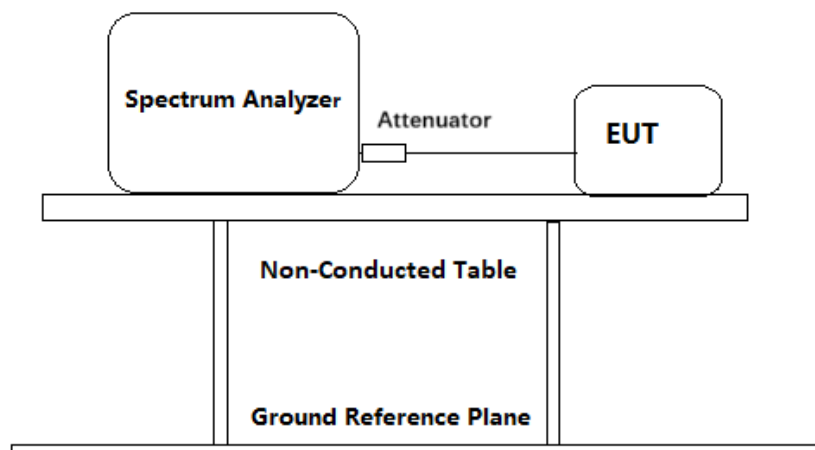 Spectrum Analyzer
Attenuator
EUT
Non-Conducted Table
Ground Reference Plane